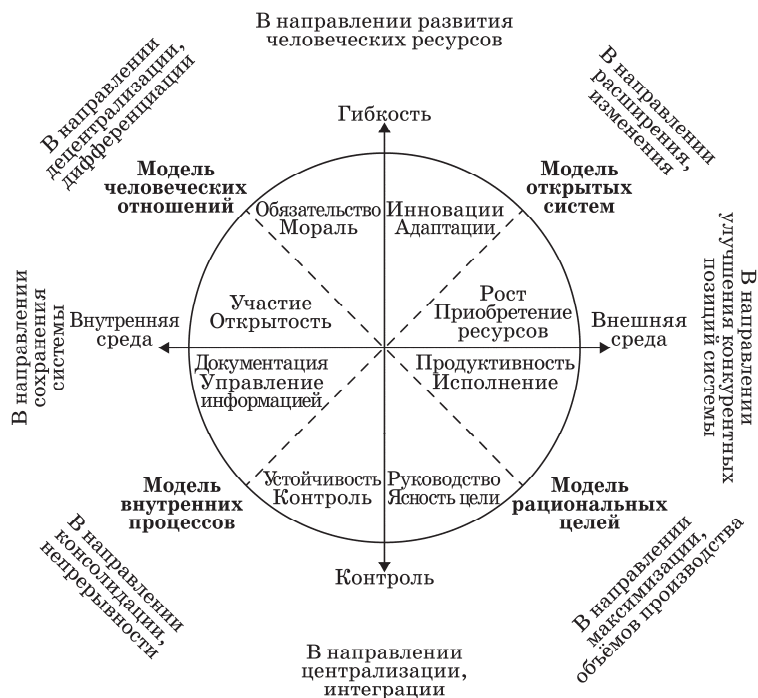 В направлении развития
человеческих ресурсов
В направлении
децентрализации,
дифференциации
В направлении
расширения,
изменения
Гибкость
Модель
человеческих
отношений
Модель
открытых
систем
Обязательство
Мораль
Инновации
Адаптации
Участие
Открытость
Рост
Приобретение
ресурсов
В направлении
сохранения
системы
Внутренняя
среда
Внешняя
среда
В направлении
улучшения конкурентных
позиций системы
Документация
Управление
информацией
Продуктивность
Исполнение
Устойчивость
Контроль
Руководство
Ясность цели
Модель
внутренних
процессов
Модель
рациональных
целей
В направлении
консолидации,
непрерывности
В направлении
максимизации,
объёмов производства
Контроль
В направлении
централизации,
интеграции